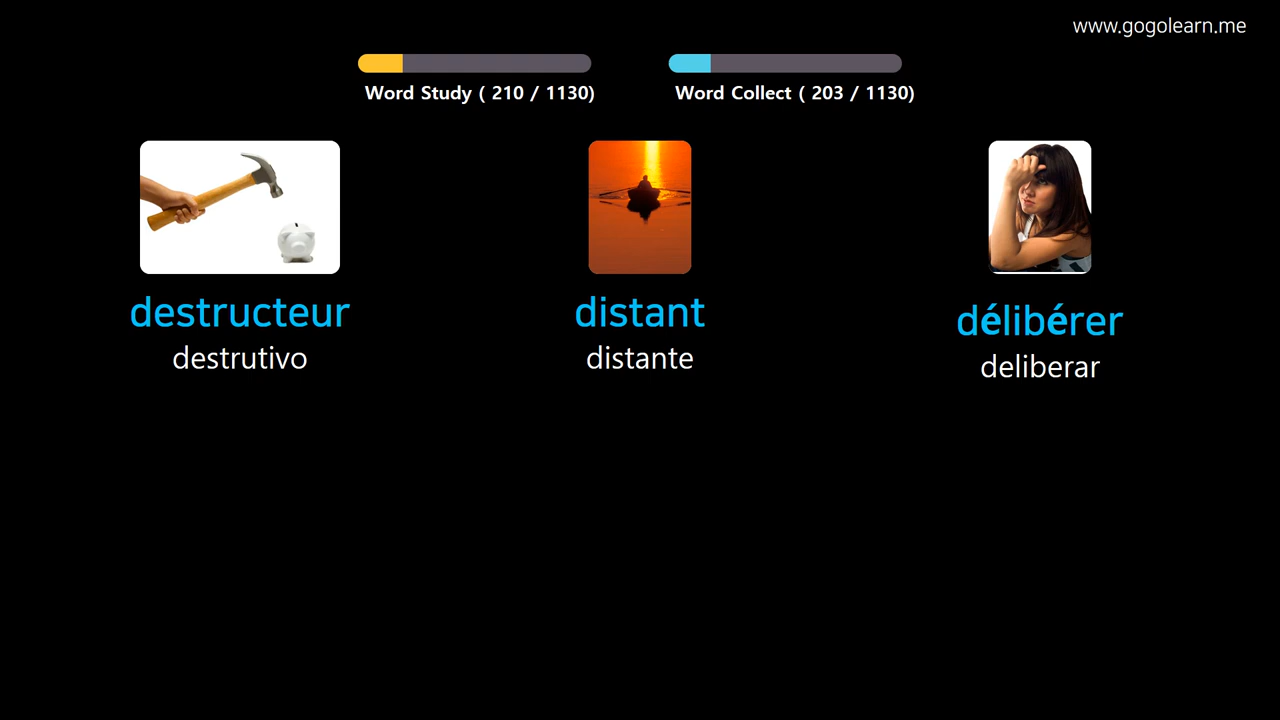 www.gogolearn.me
Word Study ( 210 / 1130)
Word Collect ( 203 / 1130)
destructeur
destrutivo
distant
distante
délibérer
deliberar